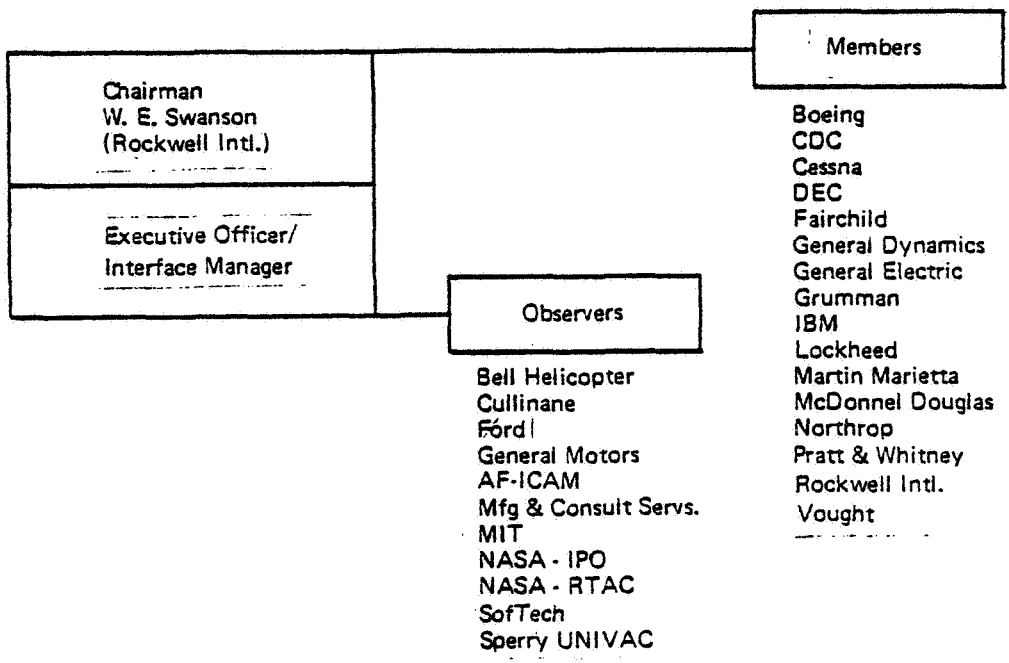 Members
Chairman
W. E. Swanson
(Rockwell Intl.)
Executive Officer/
Interface Manager
Observers
Boeing
CDC
Cessna
DEC
Fairchild
General Dynamics
General Electric
Grumman
IBM
Lockheed
Martin Marietta
McDonnel Douglas
Northrop
Pratt & Whitney
Rockwell Intl.
Vought
Bell Helicopter
Cullinane
Ford
General Motors
AF-ICAM
Mfg & Consult Servs.
MIT
NASA - IPO
NASA - RTAC
SofTech
Sperry UNIVAC